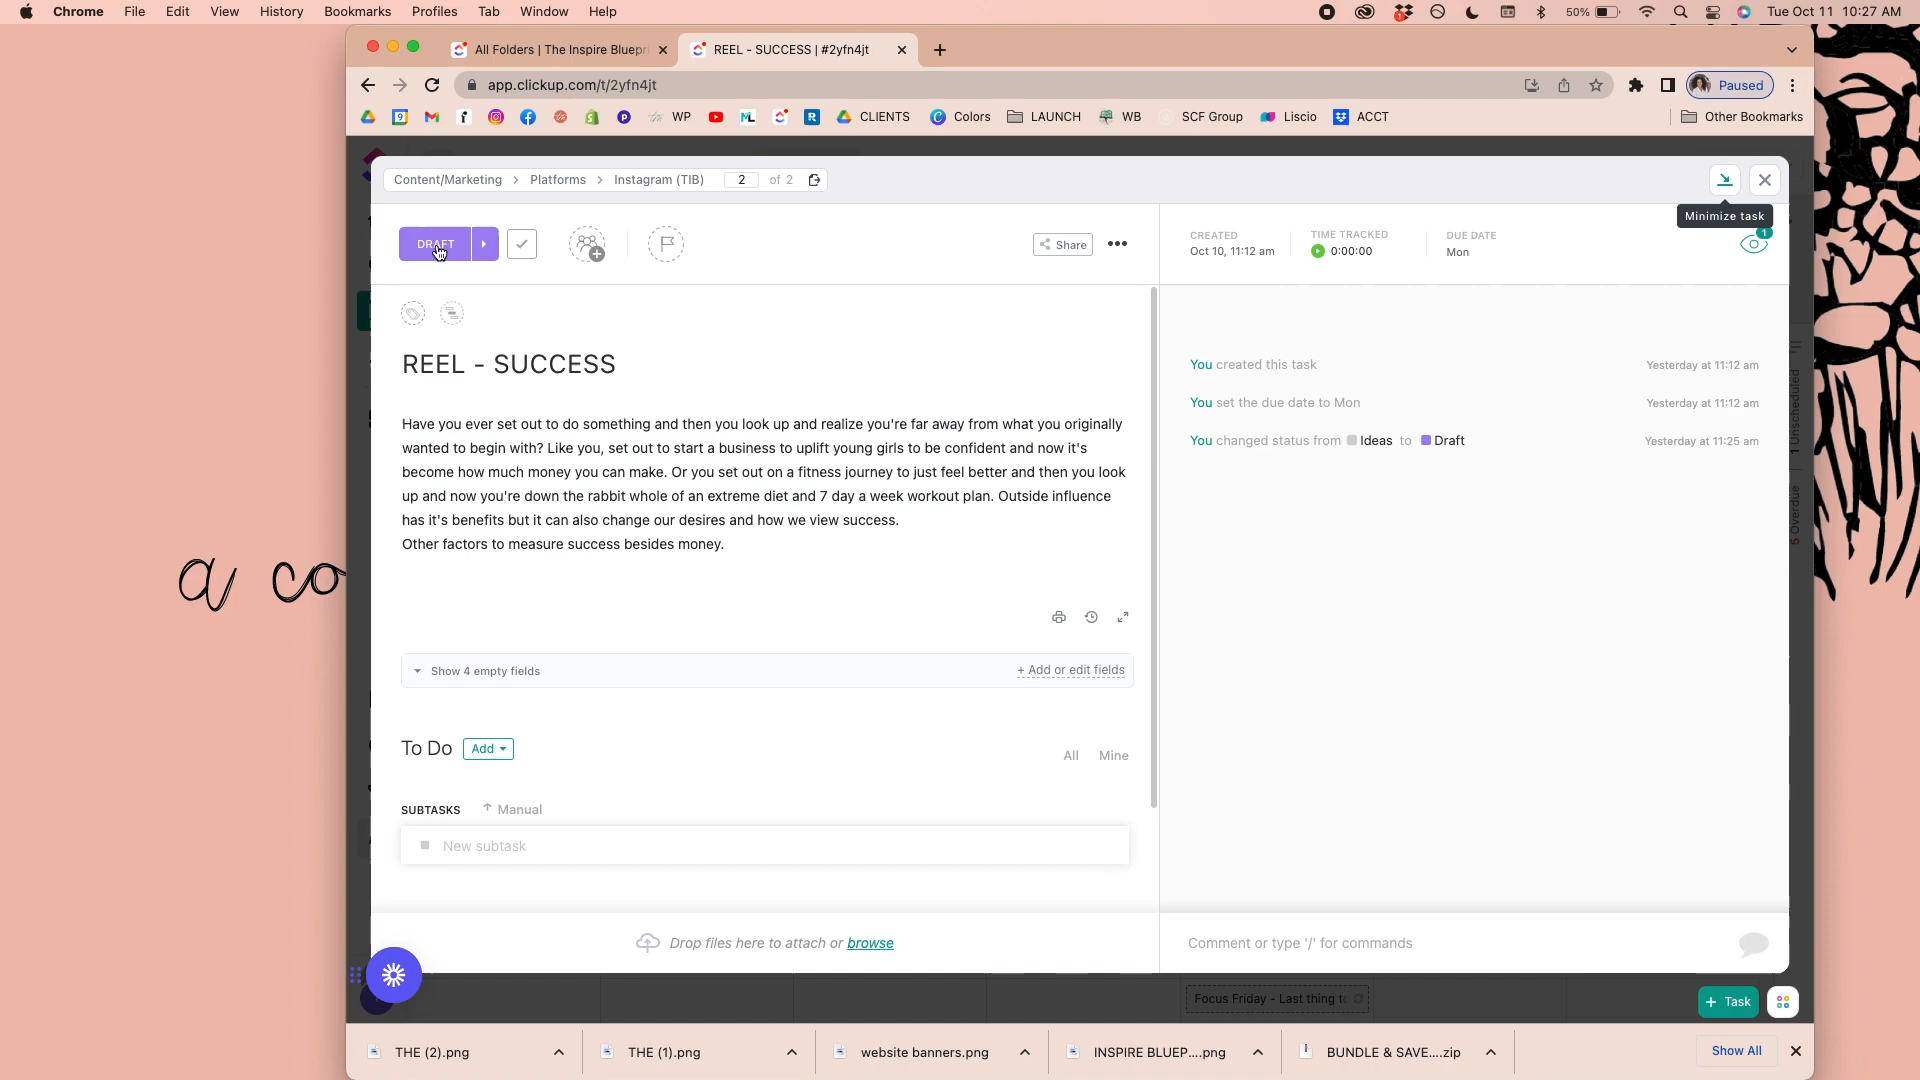 Chrome File Edit View History Bookmarks Profiles Tab Window Help
1 50% Tue Oct 11 10:27 AM
All Folders | The Inspire Bluepri
REEL - SUCCESS | #2yfn4jt
app.clickup.com/t/2yfn4jt
Paused
WP CLIENTS Colors LAUNCH WB SCF Group Liscio ACCT Other Bookmarks
Content/Marketing > Platforms > Instagram (TIB) 2 of 2
Minimize task
DRAFT
Share
CREATED
Oct 10, 11:12 am
TIME TRACKED
0:00:00
DUE DATE
Mon
1
REEL - SUCCESS
Have you ever set out to do something and then you look up and realize you're far away from what you originally
wanted to begin with? Like you, set out to start a business to uplift young girls to be confident and now it's
become how much money you can make. Or you set out on a fitness journey to just feel better and then you look
up and now you're down the rabbit whole of an extreme diet and 7 day a week workout plan. Outside influence
has it's benefits but it can also change our desires and how we view success.
Other factors to measure success besides money.
You created this task Yesterday at 11:12 am
You set the due date to Mon Yesterday at 11:12 am
You changed status from Ideas to Draft Yesterday at 11:25 am
1 Unscheduled
5 Overdue
a co
Show 4 empty fields
+ Add or edit fields
To Do Add
All Mine
SUBTASKS Manual
New subtask
Drop files here to attach or browse
Comment or type '/' for commands
Focus Friday - Last thing t
+ Task
THE (2).png
THE (1).png
website banners.png
INSPIRE BLUEP....png
BUNDLE & SAVE....zip
Show All